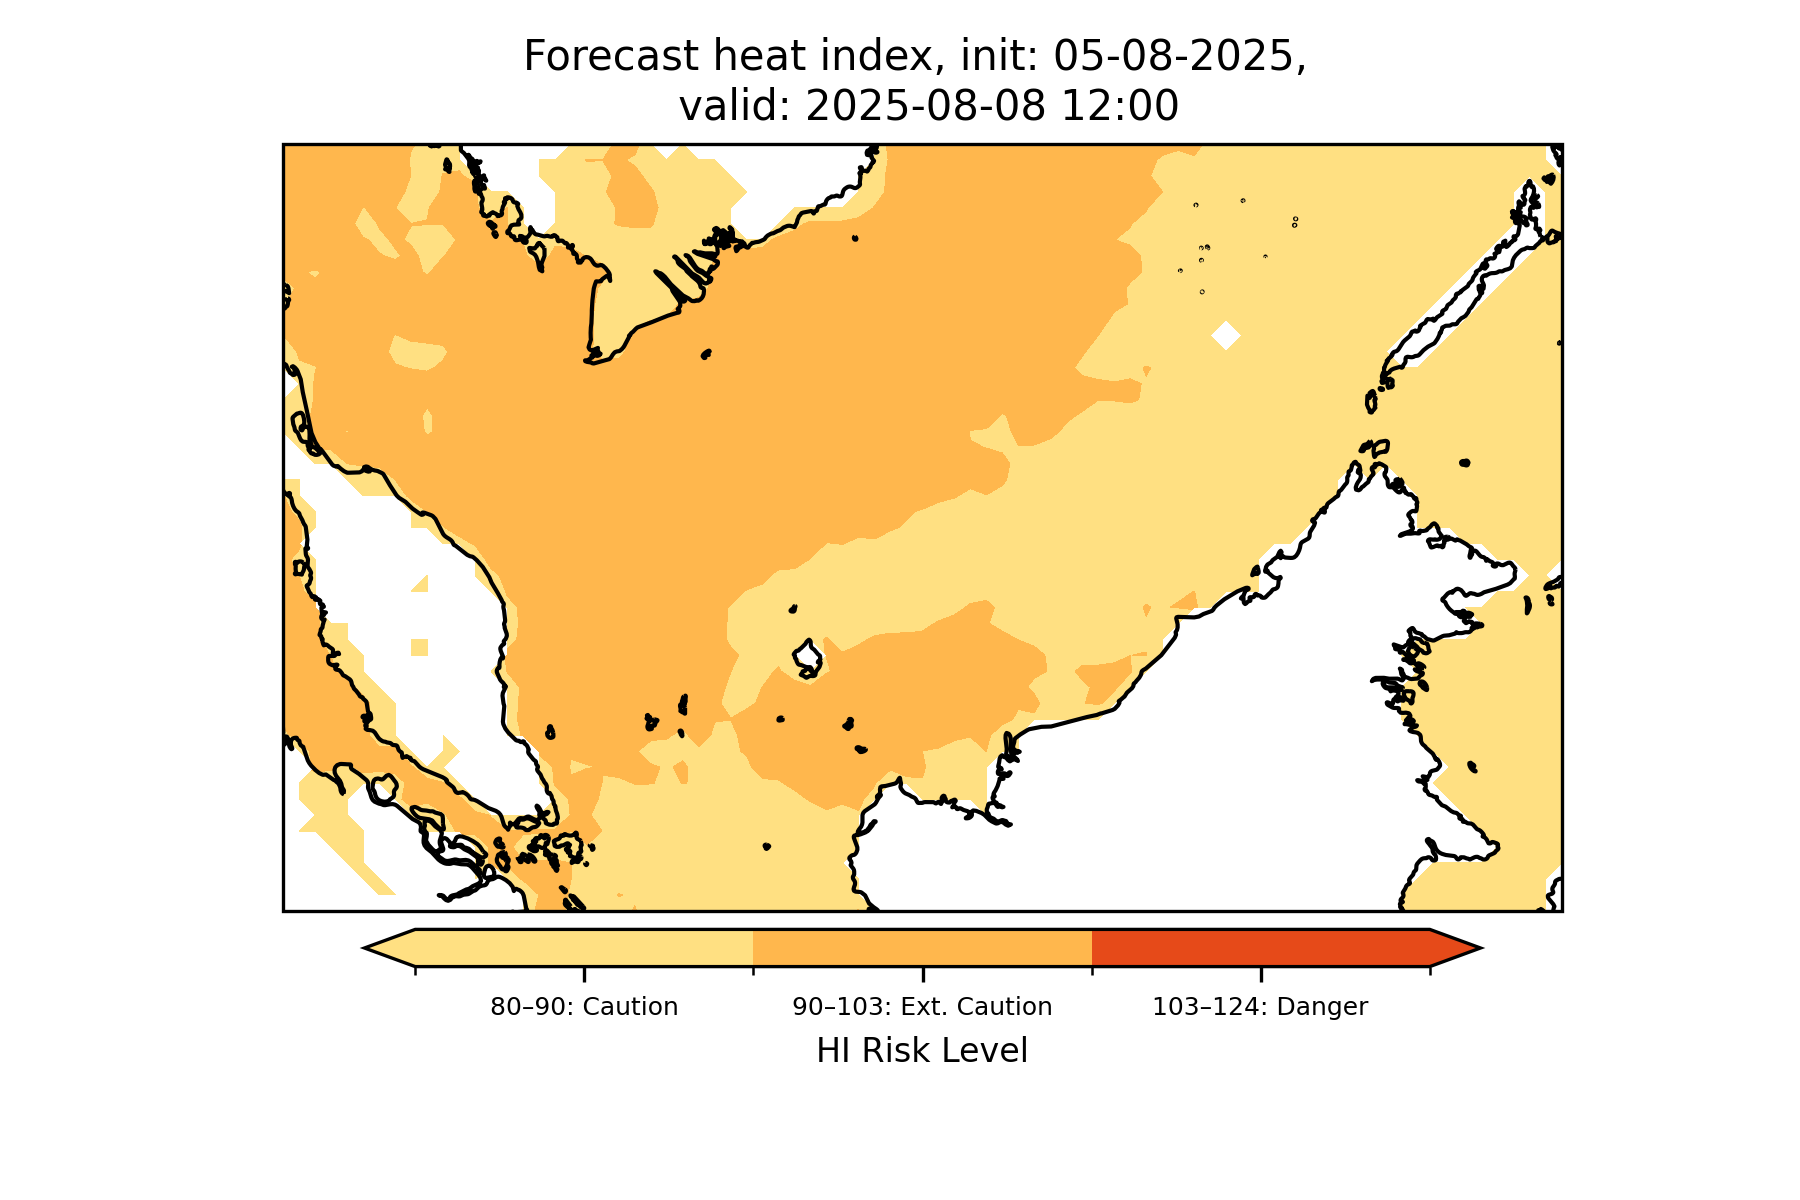 Forecast heat index, init: 05-08-2025,
valid: 2025-08-08 12:00
80–90: Caution
90–103: Ext. Caution
103–124: Danger
HI Risk Level